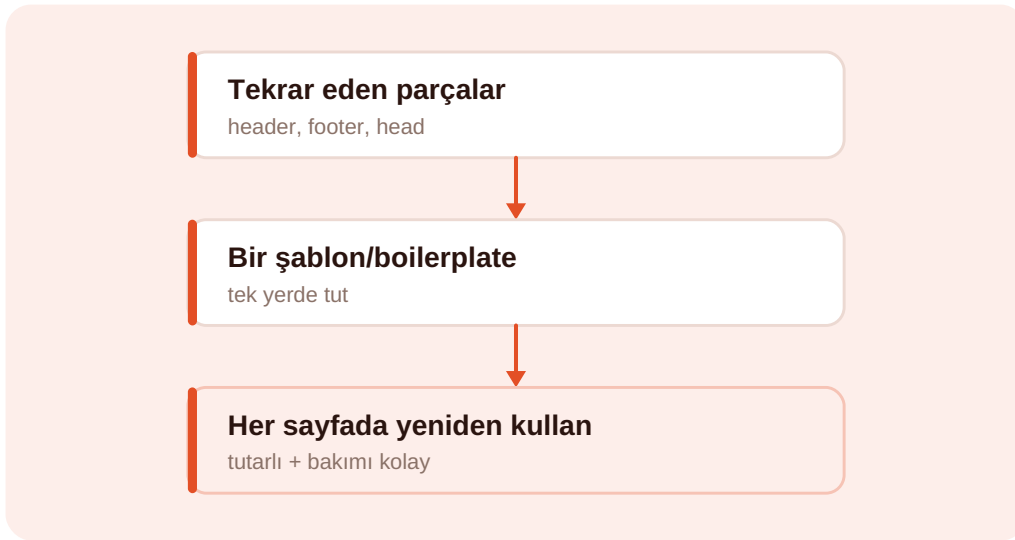 Tekrar eden parçalar
header, footer, head
Bir şablon/boilerplate
tek yerde tut
Her sayfada yeniden kullan
tutarlı + bakımı kolay